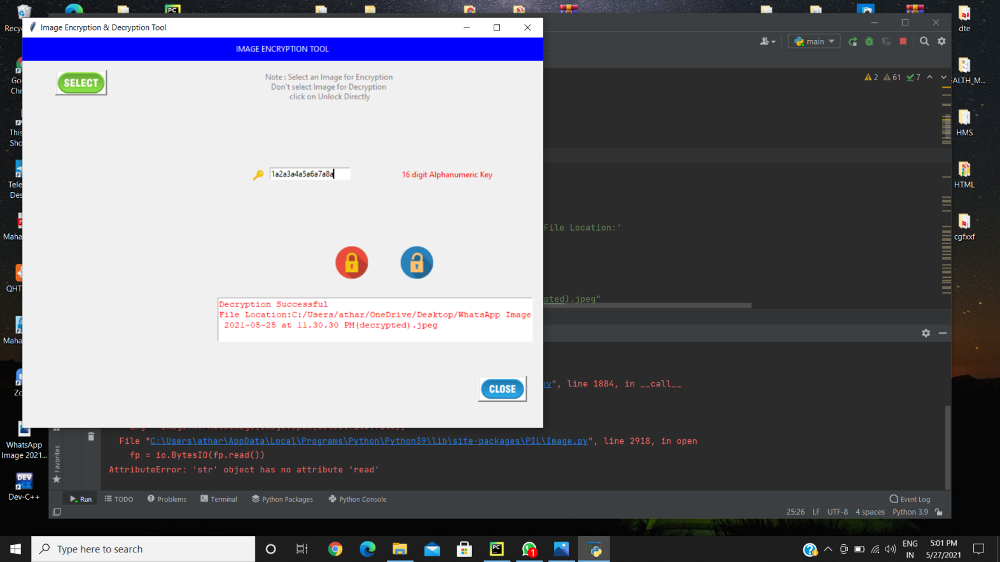 Image Encryption & Decryption Tool
IMAGE ENCRYPTION TOOL
SELECT
Note : Select an Image for Encryption
Don't select Image for Decryption
click on Unlock Directly
1a2a3a4a5a6a7a8a
16 digit Alphanumeric Key
Decryption Successful
File Location:C:/Users/athar/OneDrive/Desktop/WhatsApp Image
2021-05-25 at 11.30.30 PM(decrypted).jpeg
CLOSE
main
2 61 7
File Location:'
pted).jpeg"
py", line 1884, in __call__
File "C:\Users\athar\AppData\Local\Programs\Python\Python39\lib\site-packages\PIL\Image.py", line 2918, in open
fp = io.BytesIO(fp.read())
AttributeError: 'str' object has no attribute 'read'
Favorites
Run TODO Problems Terminal Python Packages Python Console Event Log
25:26 LF UTF-8 4 spaces Python 3.9
Recyc
Goo
Chr
This
Sho
Tele
Des
Maha
QHT
Maha
Zo
WhatsApp
Image 2021...
DEV
Dev-C++
PC
dte
EALTH_M...
HMS
HTML
cgfxxf
Type here to search
PC
1
ENG
IN
5:01 PM
5/27/2021